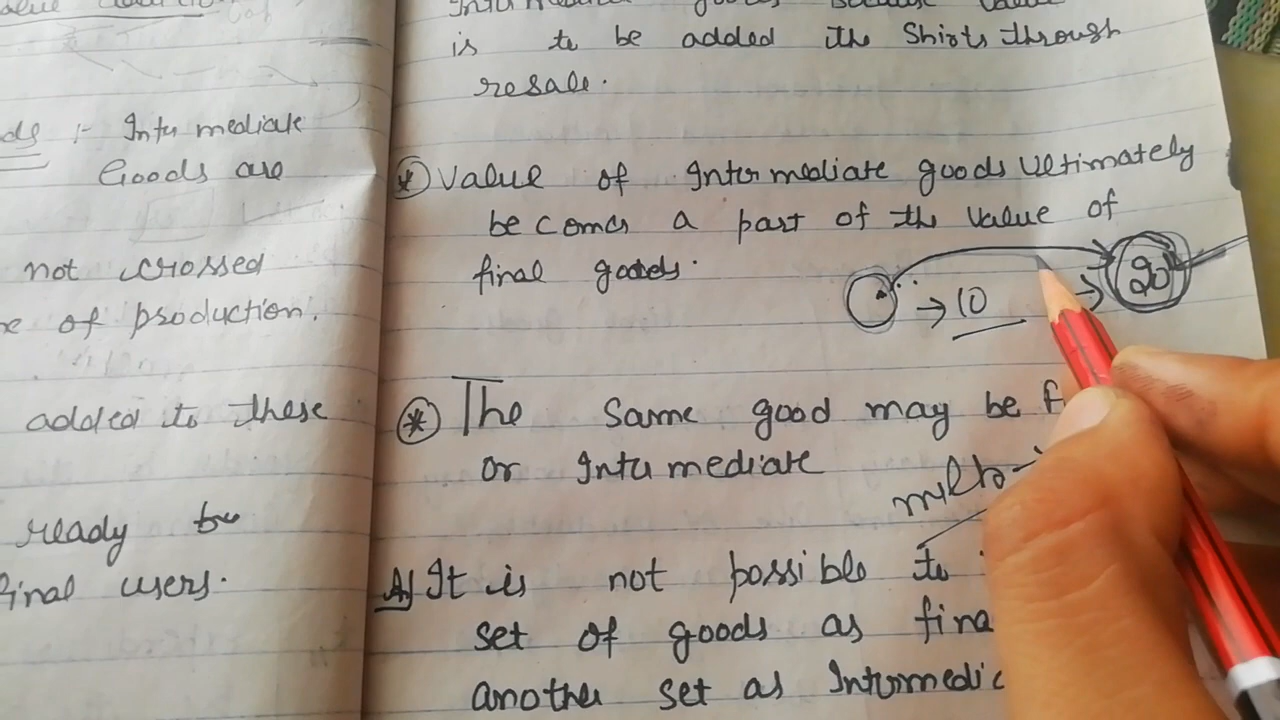 ds :- Intermediate
Goods are
not crossed
of production.
added to these
ready
final users.
is to be added the Shirts through
resale.
* Value of Intermediate goods Ultimately
becomes a part of the value of
final goods.
→ 10 → 20
* The same good may be f
or Intermediate
A) It is not possible to
set of goods as fina
another set as Intermedic